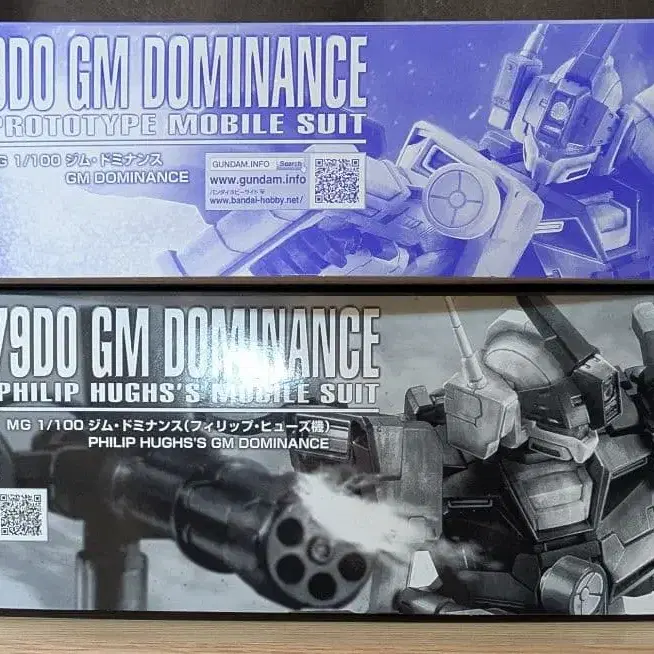 9D0 GM DOMINANCE
PROTOTYPE MOBILE SUIT
MG 1/100 ジム・ドミナンス
GM DOMINANCE
GUNDAM.INFO Search
www.gundam.info
バンダイホビーサイト
www.bandai-hobby.net/
79D0 GM DOMINANCE
PHILIP HUGHS'S MOBILE SUIT
MG 1/100 ジム・ドミナンス(フィリップ・ヒューズ機)
PHILIP HUGHS'S GM DOMINANCE